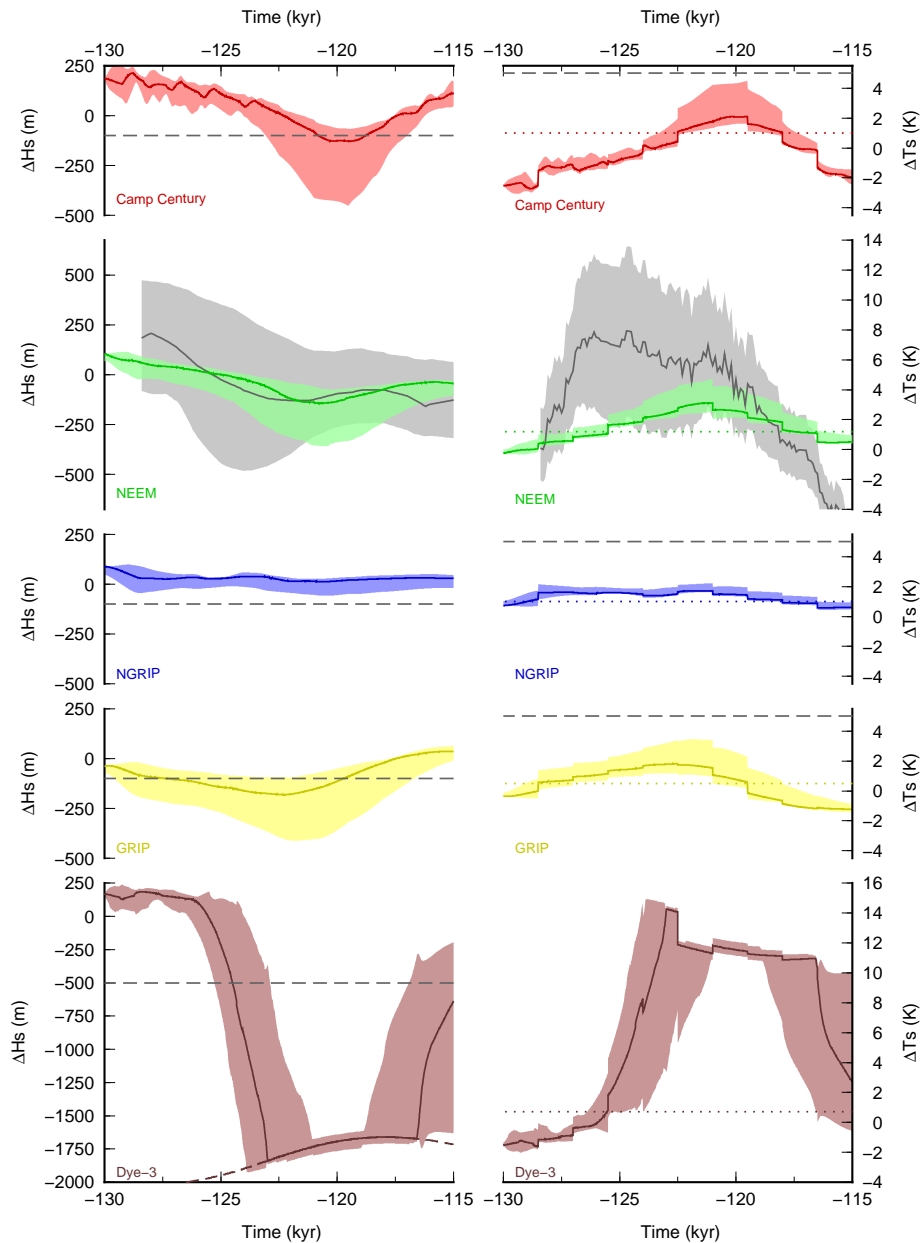 Time (kyr) Time (kyr)
−130 −125 −120 −115 −130 −125 −120 −115
250 0 −250 −500 ΔHs (m) Camp Century
4 2 0 −2 −4 ΔTs (K) Camp Century
500 250 0 −250 −500 ΔHs (m) NEEM
14 12 10 8 6 4 2 0 −2 −4 ΔTs (K) NEEM
250 0 −250 −500 ΔHs (m) NGRIP
4 2 0 −2 −4 ΔTs (K) NGRIP
250 0 −250 −500 ΔHs (m) GRIP
4 2 0 −2 −4 ΔTs (K) GRIP
250 0 −250 −500 −750 −1000 −1250 −1500 −1750 −2000 ΔHs (m) Dye−3
16 14 12 10 8 6 4 2 0 −2 −4 ΔTs (K) Dye−3
−130 −125 −120 −115 −130 −125 −120 −115
Time (kyr) Time (kyr)